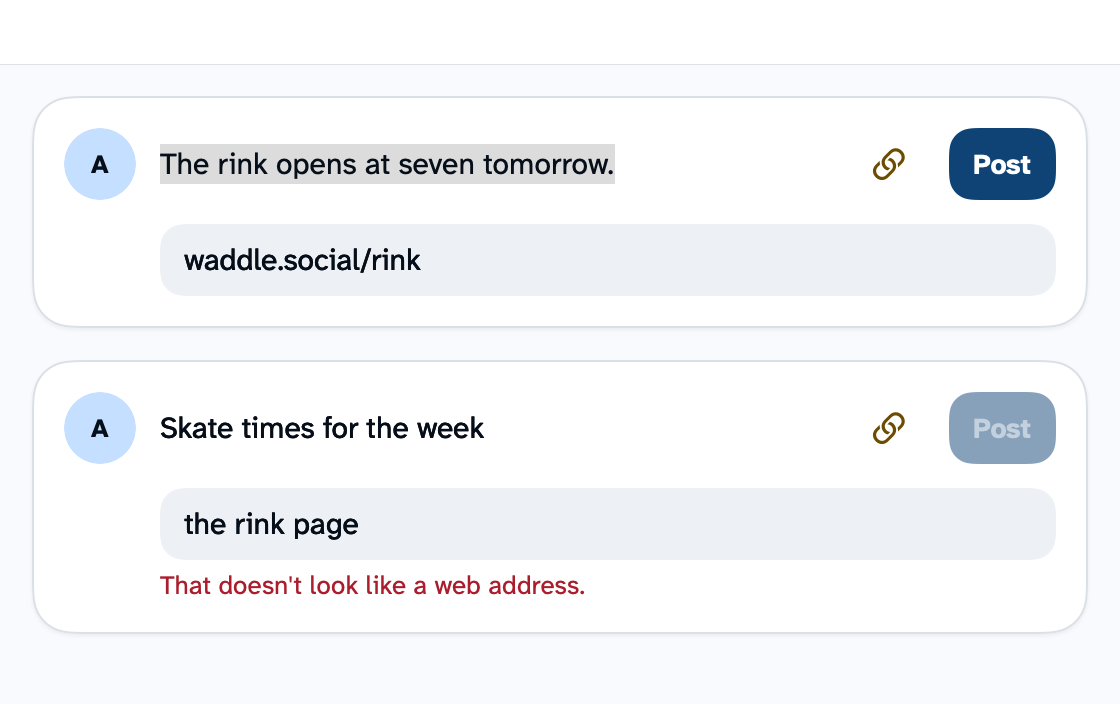 A
The rink opens at seven tomorrow.
Post
waddle.social/rink
A
Skate times for the week
Post
the rink page
That doesn't look like a web address.